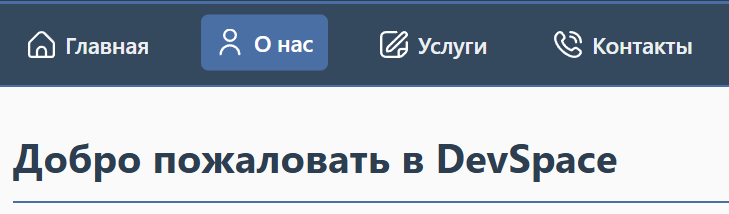 Главная О нас Услуги Контакты
Добро пожаловать в DevSpace